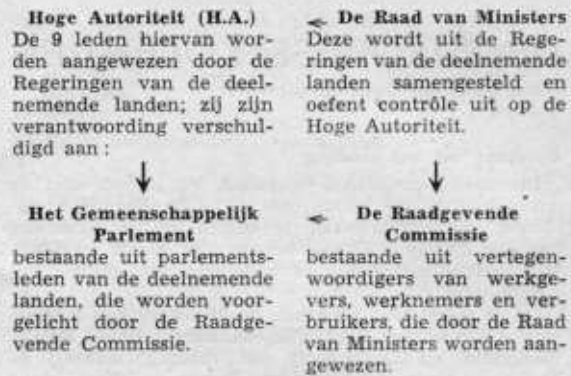 Hoge Autoriteit (H.A.)
De 9 leden hiervan wor-
den aangewezen door de
Regeringen van de deel-
nemende landen; zij zijn
verantwoording verschul-
digd aan :
↓
Het Gemeenschappelijk
Parlement
bestaande uit parlements-
leden van de deelnemende
landen, die worden voor-
gelicht door de Raadge-
vende Commissie.
← De Raad van Ministers
Deze wordt uit de Rege-
ringen van de deelnemende
landen samengesteld en
oefent contrôle uit op de
Hoge Autoriteit.
↓
← De Raadgevende
Commissie
bestaande uit vertegen-
woordigers van werkge-
vers, werknemers en ver-
bruikers, die door de Raad
van Ministers worden aan-
gewezen.